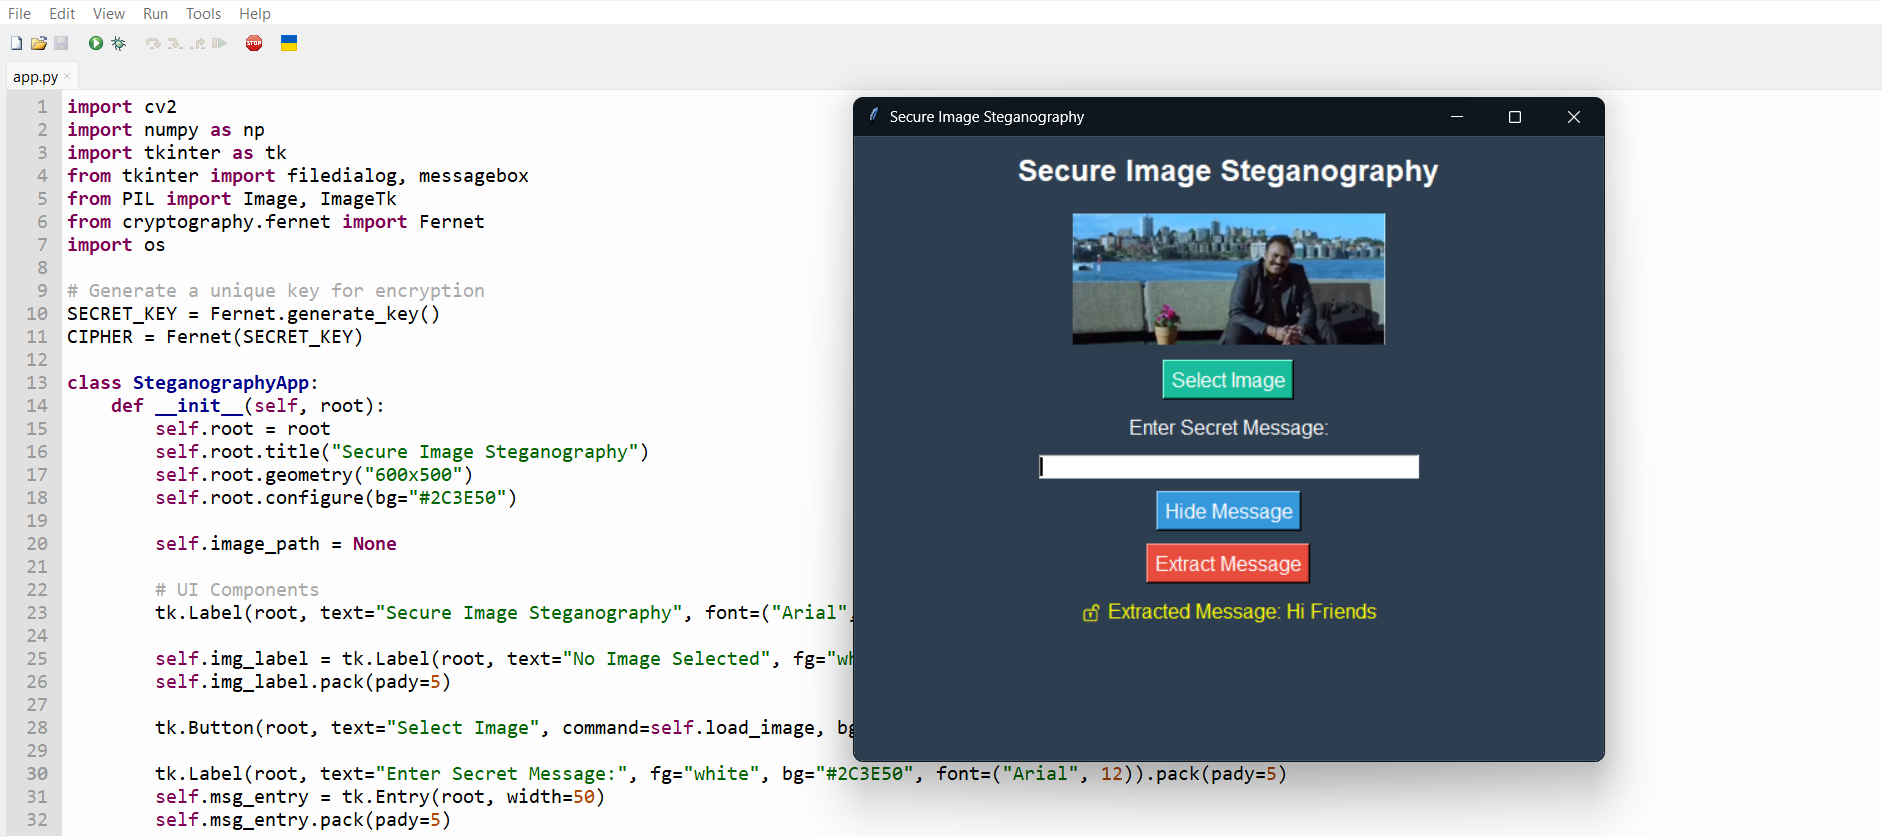 File Edit View Run Tools Help
STOP
app.py ×
1 import cv2
2 import numpy as np
3 import tkinter as tk
4 from tkinter import filedialog, messagebox
5 from PIL import Image, ImageTk
6 from cryptography.fernet import Fernet
7 import os
8
9 # Generate a unique key for encryption
10 SECRET_KEY = Fernet.generate_key()
11 CIPHER = Fernet(SECRET_KEY)
12
13 class SteganographyApp:
14     def __init__(self, root):
15         self.root = root
16         self.root.title("Secure Image Steganography")
17         self.root.geometry("600x500")
18         self.root.configure(bg="#2C3E50")
19
20         self.image_path = None
21
22         # UI Components
23         tk.Label(root, text="Secure Image Steganography", font=("Arial",
24
25         self.img_label = tk.Label(root, text="No Image Selected", fg="wh
26         self.img_label.pack(pady=5)
27
28         tk.Button(root, text="Select Image", command=self.load_image, bg
29
30         tk.Label(root, text="Enter Secret Message:", fg="white", bg="#2C3E50", font=("Arial", 12)).pack(pady=5)
31         self.msg_entry = tk.Entry(root, width=50)
32         self.msg_entry.pack(pady=5)
Secure Image Steganography
Secure Image Steganography
Select Image
Enter Secret Message:
Hide Message
Extract Message
🔓 Extracted Message: Hi Friends